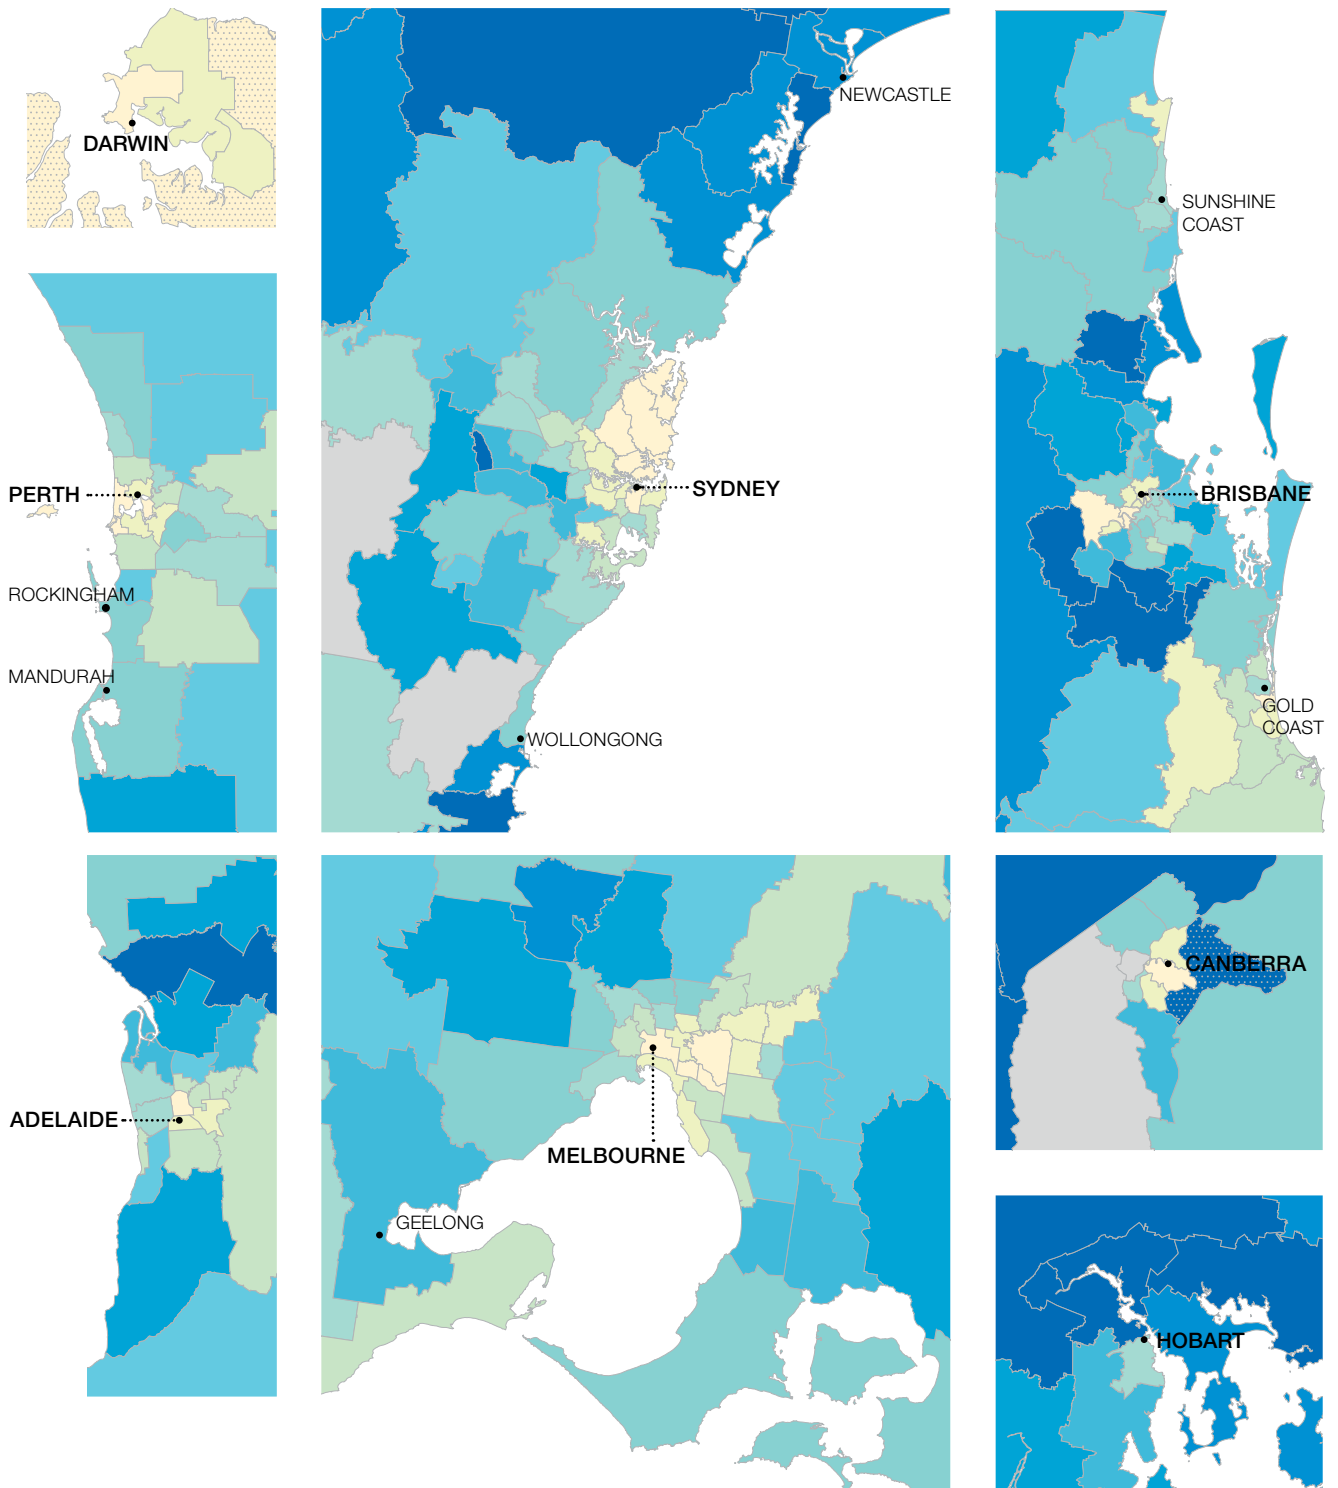 DARWIN
NEWCASTLE
SUNSHINE
COAST
PERTH
SYDNEY
BRISBANE
ROCKINGHAM
MANDURAH
WOLLONGONG
GOLD
COAST
CANBERRA
ADELAIDE
MELBOURNE
GEELONG
HOBART